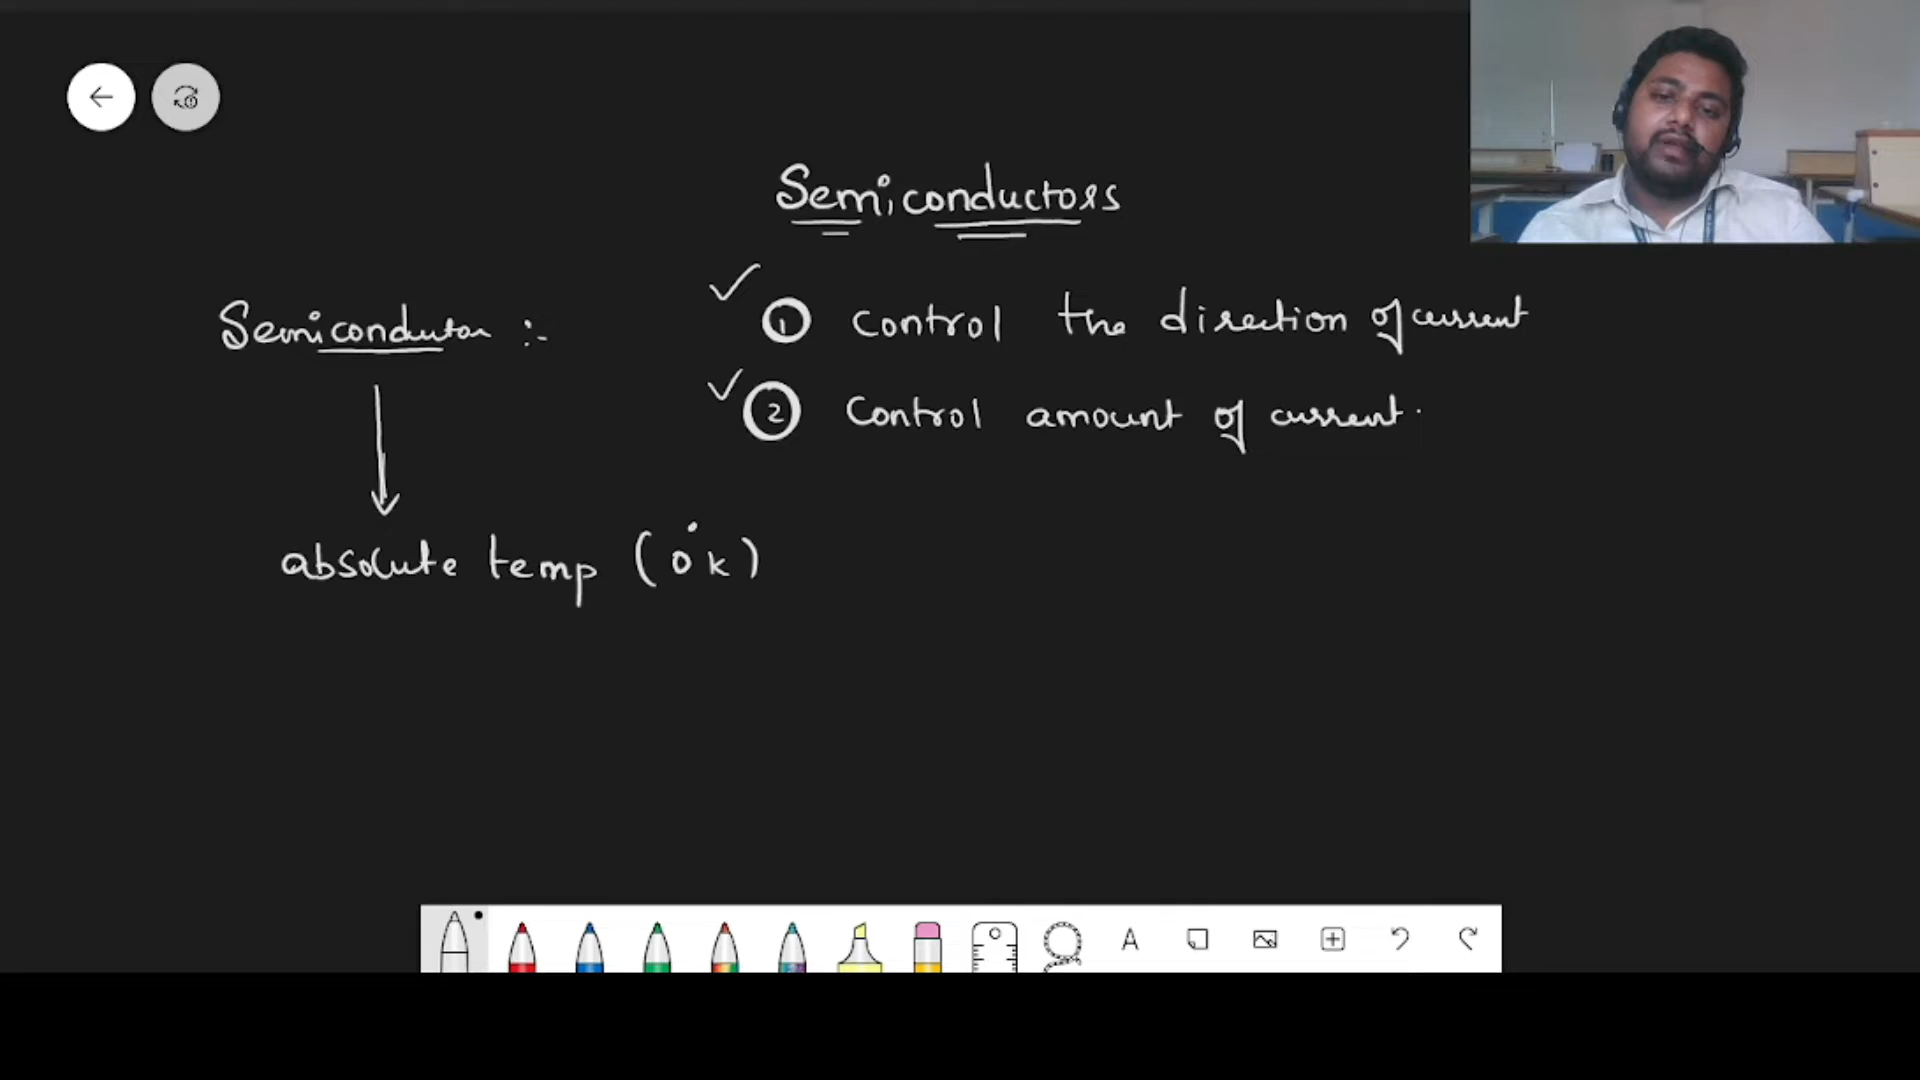 Semiconductors
Semiconductor :-
① control the direction of current
② Control amount of current.
absolute temp (0°k)
A